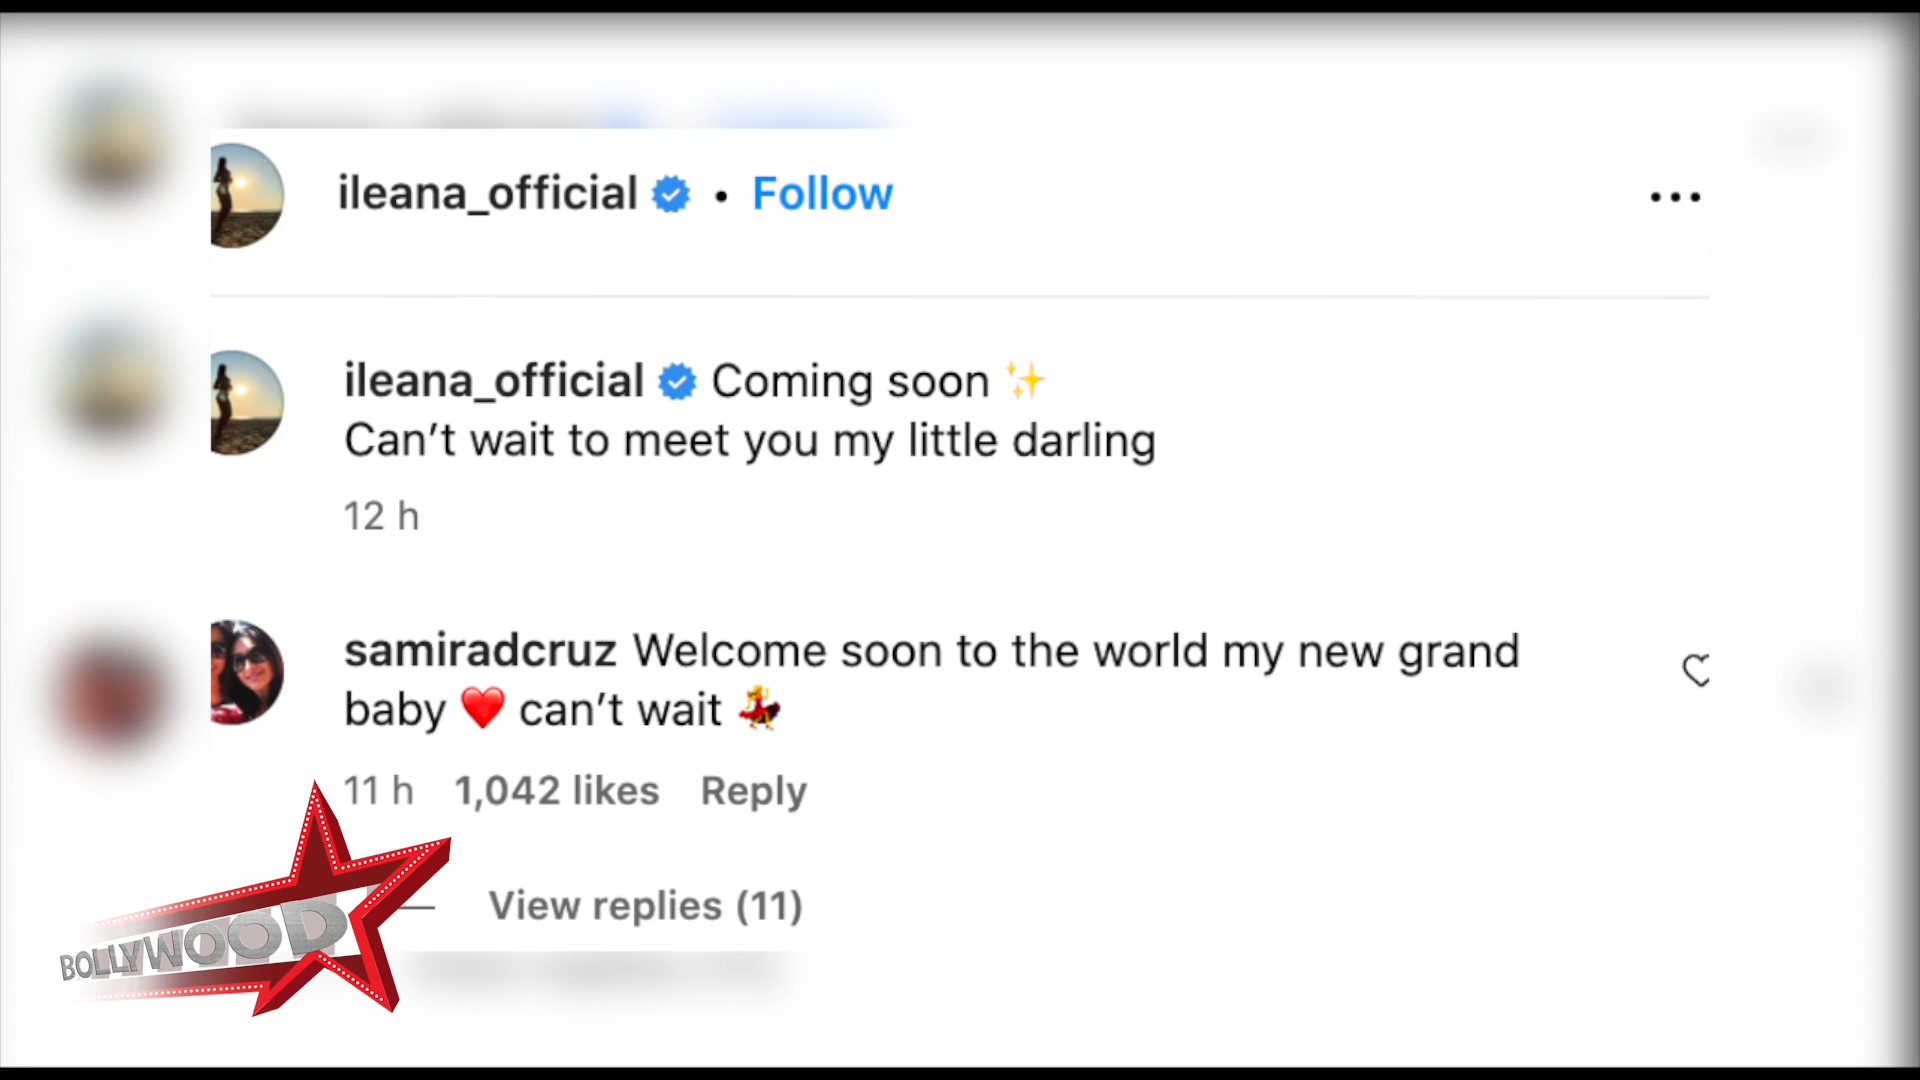 ileana_official • Follow
ileana_official Coming soon ✨
Can’t wait to meet you my little darling
12 h
samiradcruz Welcome soon to the world my new grand
baby ❤️ can’t wait 💃
11 h 1,042 likes Reply
View replies (11)
BOLLYWOOD